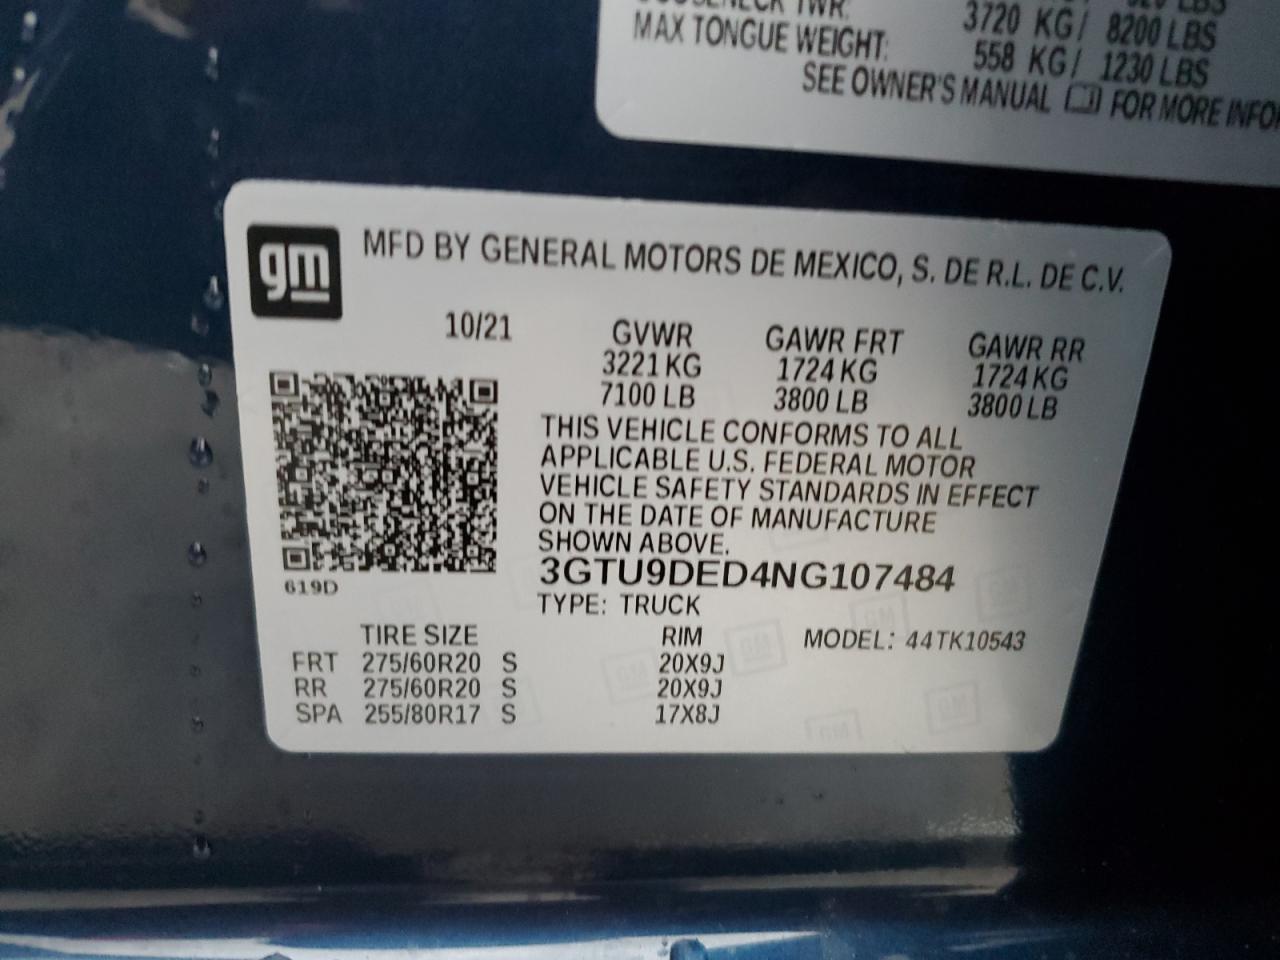 3720 KG / 8200 LBS
MAX TONGUE WEIGHT: 558 KG / 1230 LBS
SEE OWNER'S MANUAL FOR MORE
gm
MFD BY GENERAL MOTORS DE MEXICO, S. DE R.L. DE C.V.
10/21
GVWR GAWR FRT GAWR RR
3221 KG 1724 KG 1724 KG
7100 LB 3800 LB 3800 LB
THIS VEHICLE CONFORMS TO ALL
APPLICABLE U.S. FEDERAL MOTOR
VEHICLE SAFETY STANDARDS IN EFFECT
ON THE DATE OF MANUFACTURE
SHOWN ABOVE.
3GTU9DED4NG107484
619D
TYPE: TRUCK
TIRE SIZE RIM MODEL: 44TK10543
FRT 275/60R20 S 20X9J
RR 275/60R20 S 20X9J
SPA 255/80R17 S 17X8J